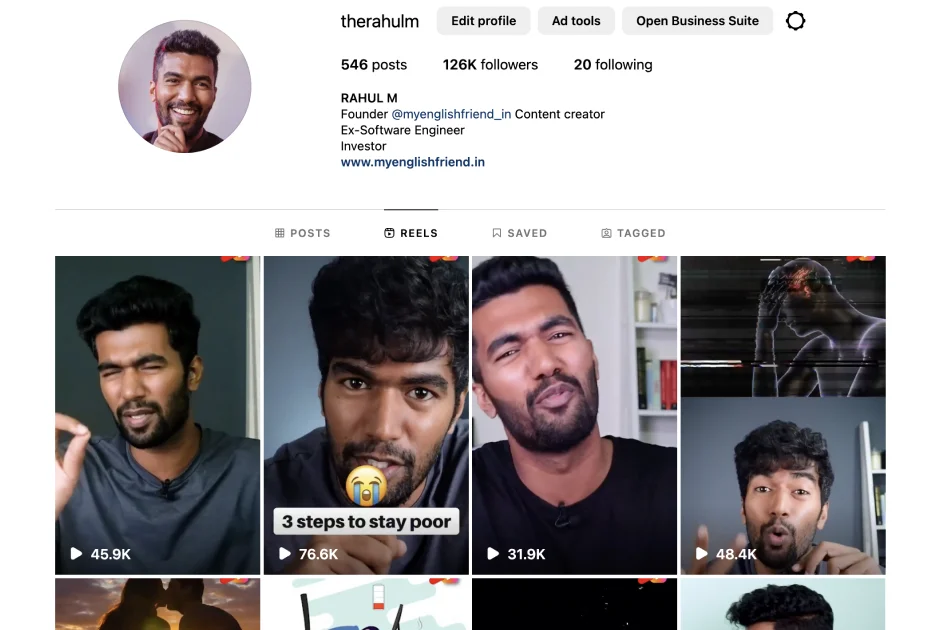 therahulm Edit profile Ad tools Open Business Suite
546 posts 126K followers 20 following
RAHUL M
Founder @myenglishfriend_in Content creator
Ex-Software Engineer
Investor
www.myenglishfriend.in
POSTS REELS SAVED TAGGED
3 steps to stay poor
45.9K 76.6K 31.9K 48.4K